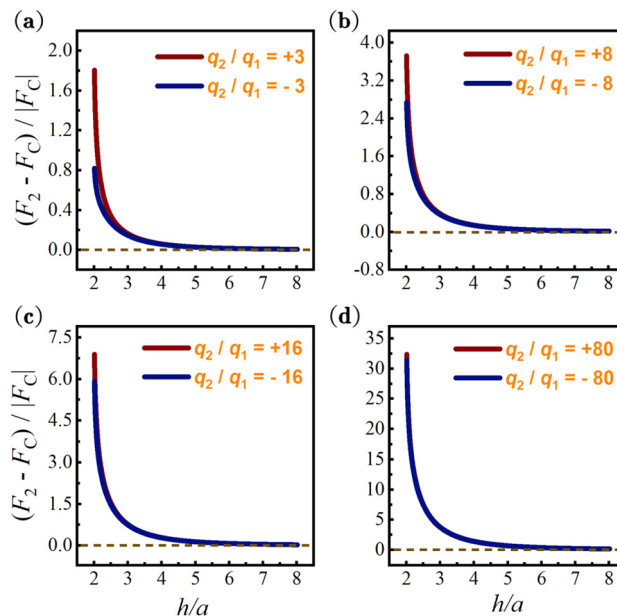 (a)
q2 / q1 = +3
q2 / q1 = - 3
2.0
1.6
1.2
0.8
0.4
0.0
2 3 4 5 6 7 8
(F2 - FC) / |FC|
(b)
q2 / q1 = +8
q2 / q1 = - 8
4.0
3.2
2.4
1.6
0.8
0.0
-0.8
2 3 4 5 6 7 8
(c)
q2 / q1 = +16
q2 / q1 = - 16
7.5
6.0
4.5
3.0
1.5
0.0
2 3 4 5 6 7 8
(F2 - FC) / |FC|
h/a
(d)
q2 / q1 = +80
q2 / q1 = - 80
35
30
25
20
15
10
5
0
2 3 4 5 6 7 8
h/a